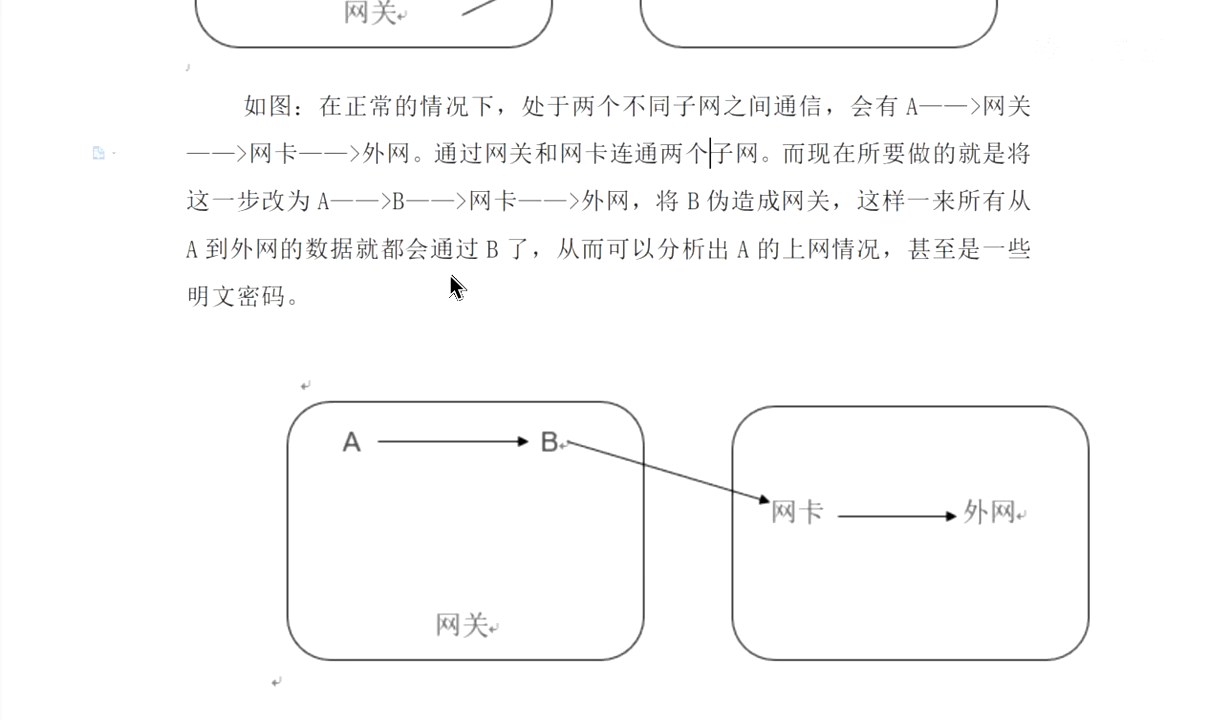 网关
如图：在正常的情况下，处于两个不同子网之间通信，会有 A——>网关
——>网卡——>外网。通过网关和网卡连通两个子网。而现在所要做的就是将
这一步改为 A——>B——>网卡——>外网，将 B 伪造成网关，这样一来所有从
A 到外网的数据就都会通过 B 了，从而可以分析出 A 的上网情况，甚至是一些
明文密码。
A
B
网卡
外网
网关